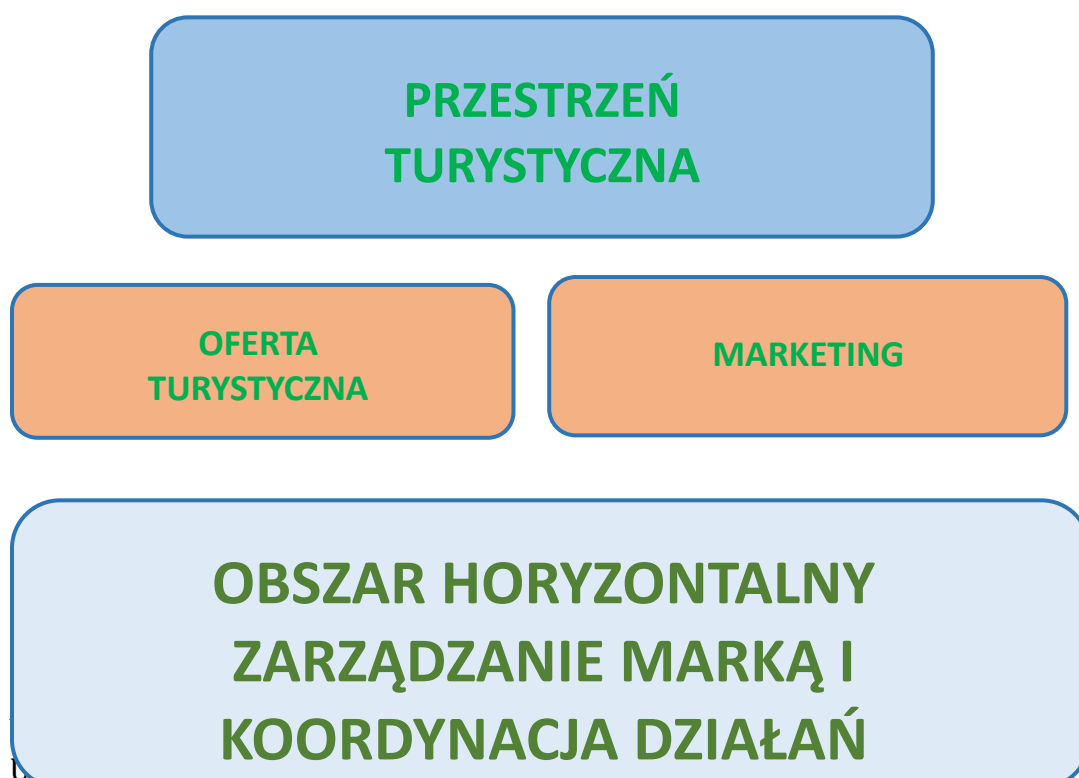 PRZESTRZEŃ
TURYSTYCZNA
OFERTA
TURYSTYCZNA
MARKETING
OBSZAR HORYZONTALNY
ZARZĄDZANIE MARKĄ I
KOORDYNACJA DZIAŁAŃ